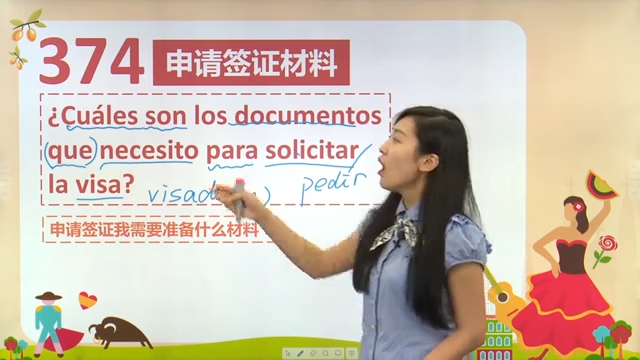 374 申请签证材料
¿Cuáles son los documentos
que necesito para solicitar
la visa?
pedir
申请签证我需要准备什么材料